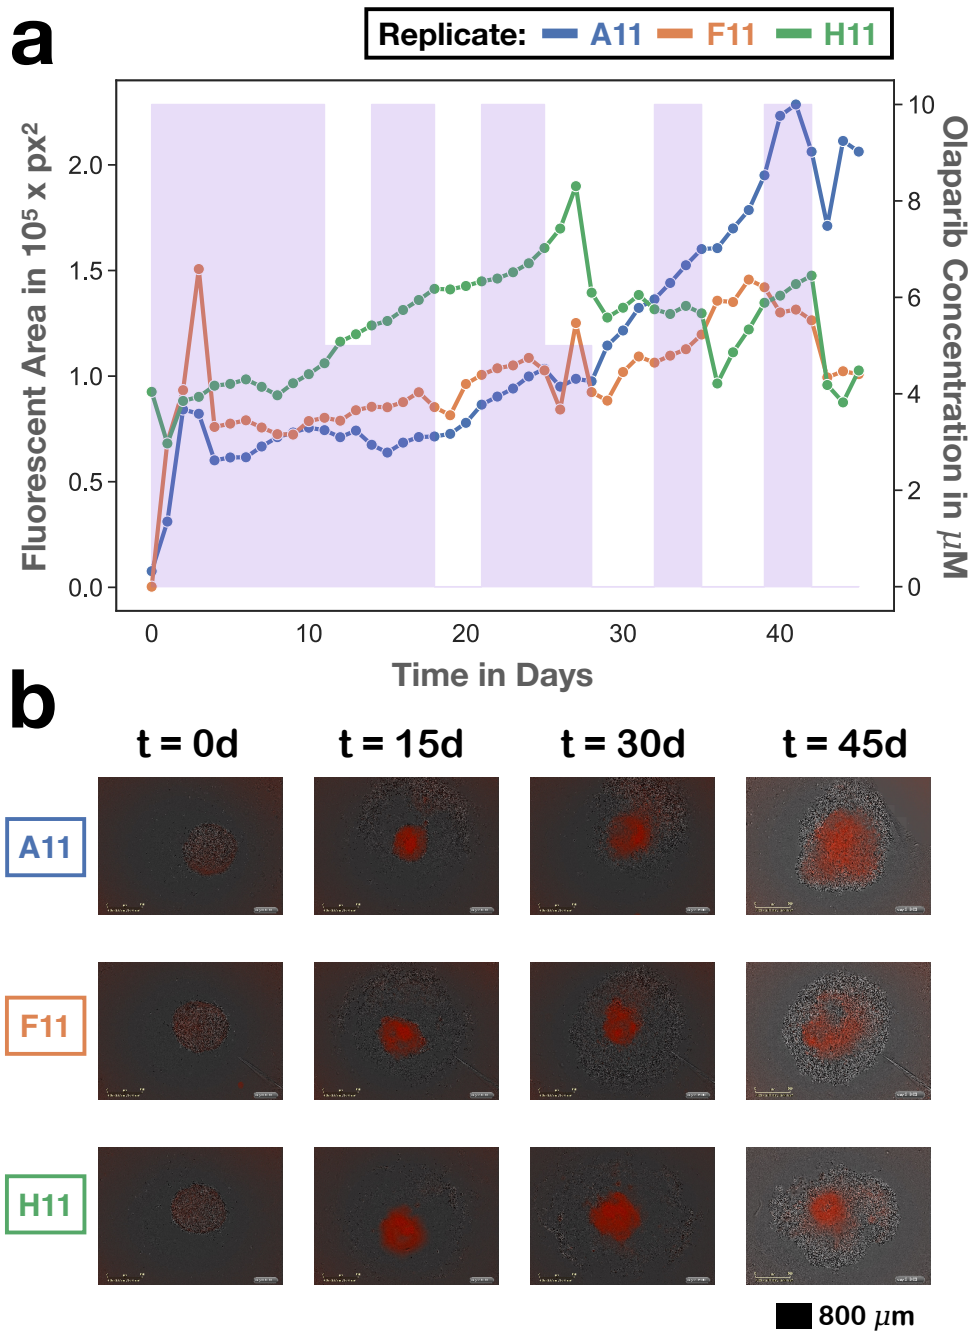 a
Replicate: A11 F11 H11
Fluorescent Area in 10⁵ x px²
2.0
1.5
1.0
0.5
0.0
10
8
6
4
2
0
Olaparib Concentration in μM
0 10 20 30 40
Time in Days
b
t = 0d t = 15d t = 30d t = 45d
A11
F11
H11
800 μm